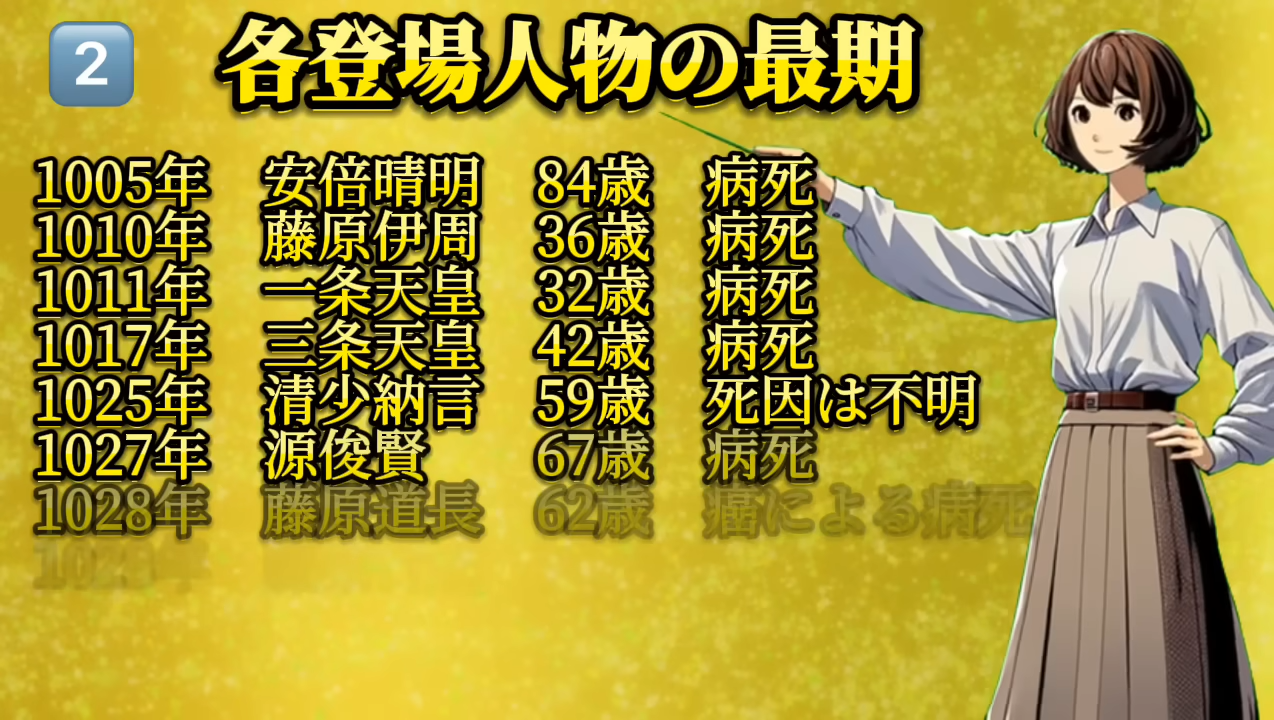 2 各登場人物の最期
1005年 安倍晴明 84歳 病死
1010年 藤原伊周 36歳 病死
1011年 一条天皇 32歳 病死
1017年 三条天皇 42歳 病死
1025年 清少納言 59歳 死因は不明
1027年 源俊賢 67歳 病死
1028年 藤原道長 62歳 癌による病死